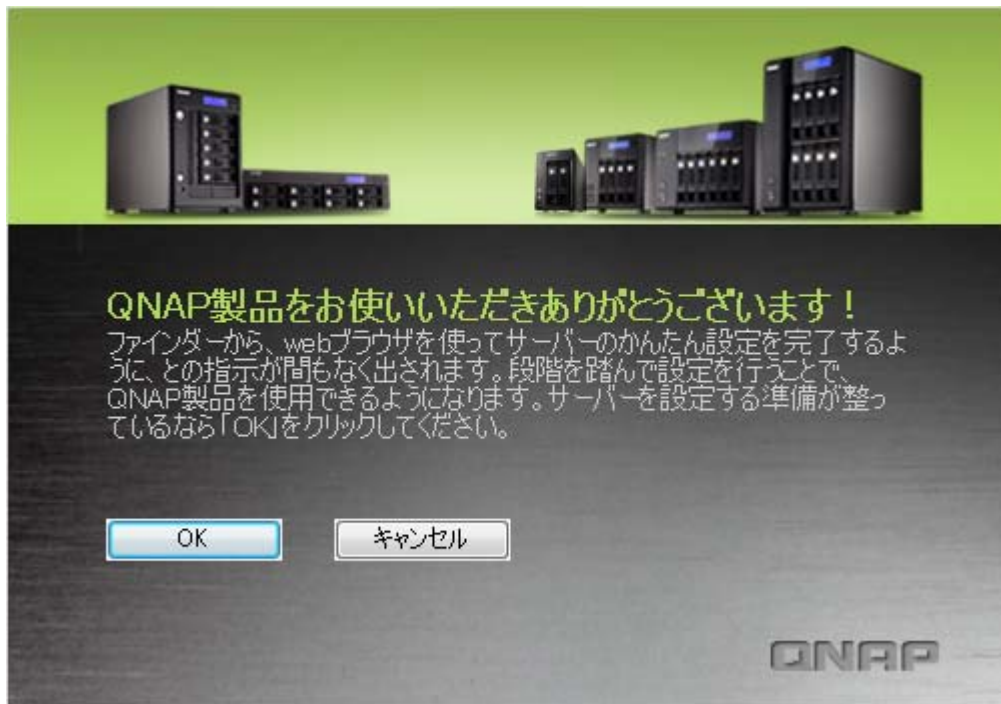 QNAP製品をお使いいただきありがとうございます！
ファインダーから、webブラウザを使ってサーバーのかんたん設定を完了するよ
うに、との指示が間もなく出されます。段階を踏んで設定を行うことで、
QNAP製品を使用できるようになります。サーバーを設定する準備が整っ
ているなら「OK」をクリックしてください。
OK
キャンセル
QNAP